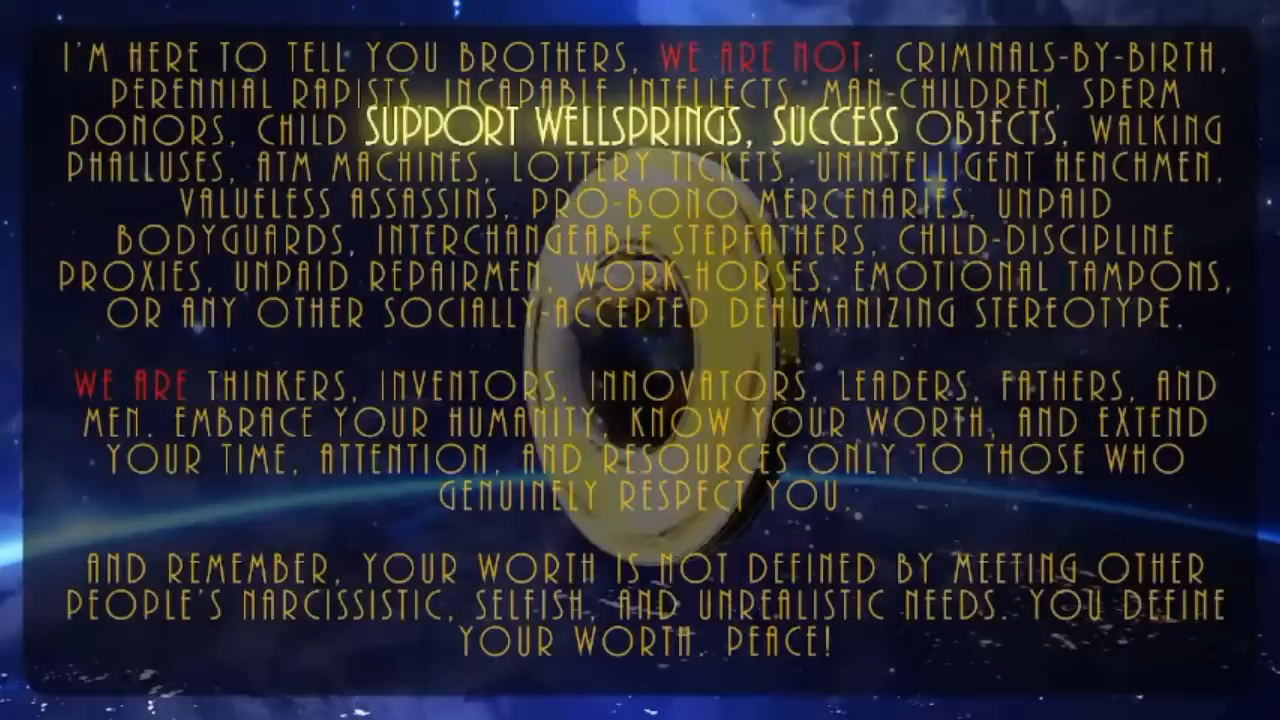 I'M HERE TO TELL YOU BROTHERS, WE ARE NOT: CRIMINALS-BY-BIRTH,
PERENNIAL RAPISTS, INCAPABLE INTELLECTS, MAN-CHILDREN, SPERM
DONORS, CHILD SUPPORT WELLSPRINGS, SUCCESS OBJECTS, WALKING
PHALLUSES, ATM MACHINES, LOTTERY TICKETS, UNINTELLIGENT HENCHMEN,
VALUELESS ASSASSINS, PRO-BONO MERCENARIES, UNPAID
BODYGUARDS, INTERCHANGEABLE STEPFATHERS, CHILD-DISCIPLINE
PROXIES, UNPAID REPAIRMEN, WORK-HORSES, EMOTIONAL TAMPONS,
OR ANY OTHER SOCIALLY-ACCEPTED DEHUMANIZING STEREOTYPE.
WE ARE THINKERS, INVENTORS, INNOVATORS, LEADERS, FATHERS, AND
MEN. EMBRACE YOUR HUMANITY, KNOW YOUR WORTH, AND EXTEND
YOUR TIME, ATTENTION, AND RESOURCES ONLY TO THOSE WHO
GENUINELY RESPECT YOU.
AND REMEMBER, YOUR WORTH IS NOT DEFINED BY MEETING OTHER
PEOPLE'S NARCISSISTIC, SELFISH, AND UNREALISTIC NEEDS. YOU DEFINE
YOUR WORTH. PEACE!